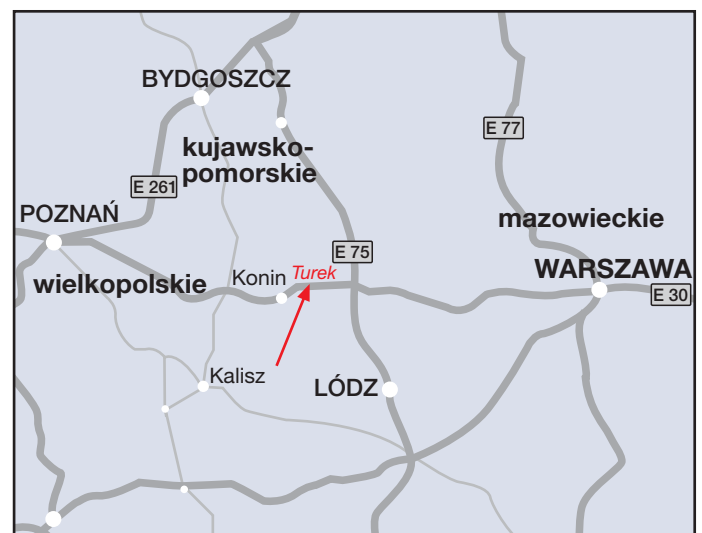 BYDGOSZCZ
E 77
kujawsko-
pomorskie
E 261
POZNAŃ
mazowieckie
E 75
WARSZAWA
wielkopolskie
Konin
Turek
E 30
Kalisz
LÓDZ